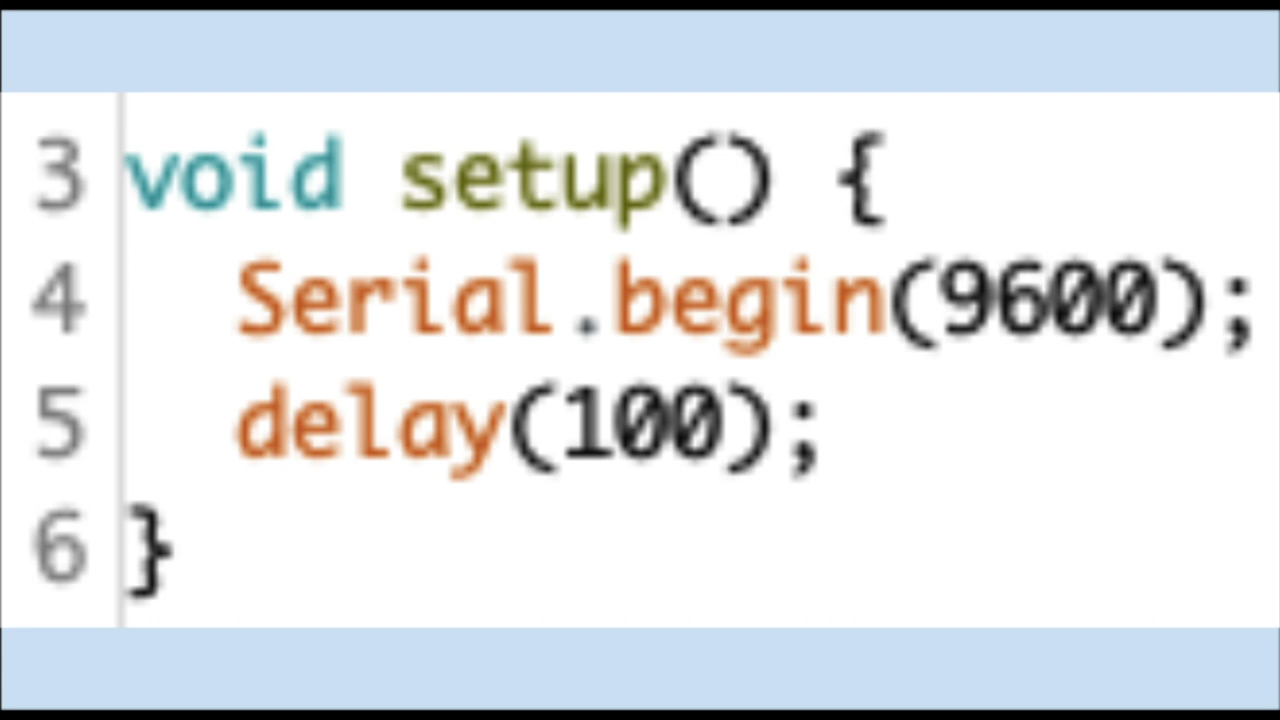 3 void setup() {
4   Serial.begin(9600);
5   delay(100);
6 }